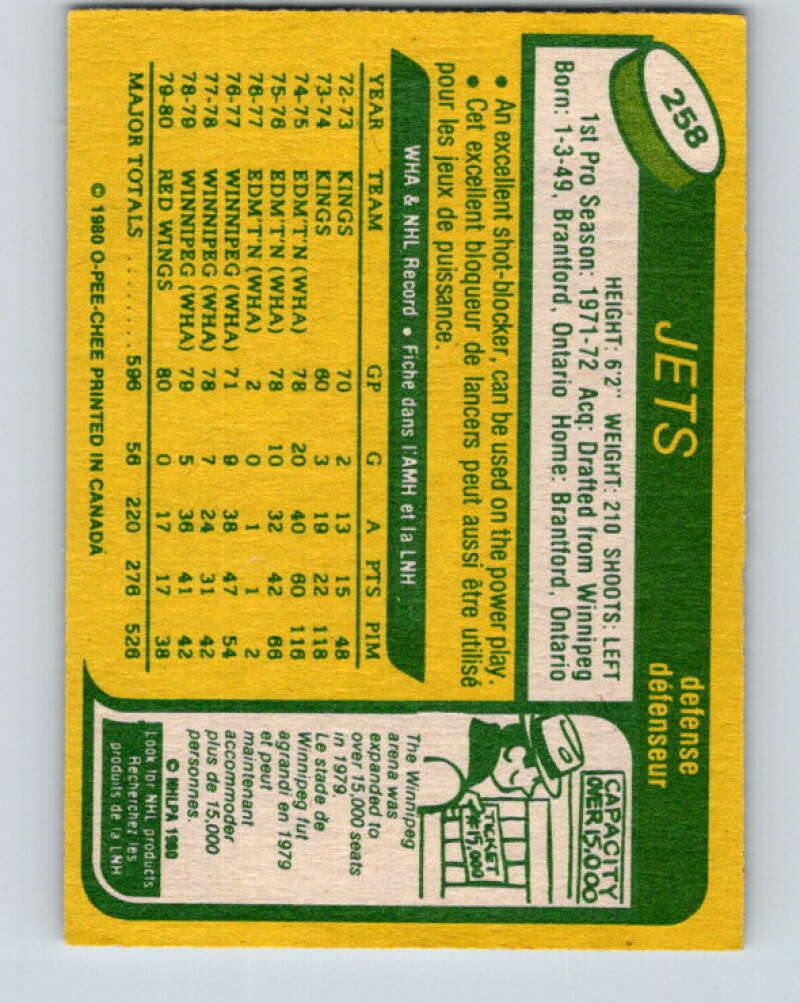 258
JETS
defense
défenseur
HEIGHT: 6'2" WEIGHT: 210 SHOOTS: LEFT
1st Pro Season: 1971-72 Acq: Drafted from Winnipeg
Born: 1-3-49, Brantford, Ontario Home: Brantford, Ontario
• An excellent shot-blocker, can be used on the power play.
• Cet excellent bloqueur de lancers peut aussi être utilisé
pour les jeux de puissance.
WHA & NHL Record • Fiche dans l'AMH et la LNH
YEAR TEAM GP G A PTS PIM
72-73 KINGS 70 2 13 15 48
73-74 KINGS 60 3 19 22 118
74-75 EDM'T'N (WHA) 78 20 40 60 116
75-76 EDM'T'N (WHA) 78 10 32 42 66
76-77 EDM'T'N (WHA) 2 0 1 1 2
76-77 WINNIPEG (WHA) 71 9 38 47 54
77-78 WINNIPEG (WHA) 78 7 24 31 42
78-79 WINNIPEG (WHA) 79 5 36 41 42
79-80 RED WINGS 80 0 17 17 38
MAJOR TOTALS ........ 596 56 220 276 526
© 1980 O-PEE-CHEE PRINTED IN CANADA
CAPACITY
OVER 15,000
TICKET
#15,000
The Winnipeg
arena was
expanded to
over 15,000 seats
in 1979.
Le stade de
Winnipeg fut
agrandi en 1979
et peut
maintenant
accommoder
plus de 15,000
personnes.
© NHLPA 1980
Look for NHL products
Recherchez les
produits de la LNH